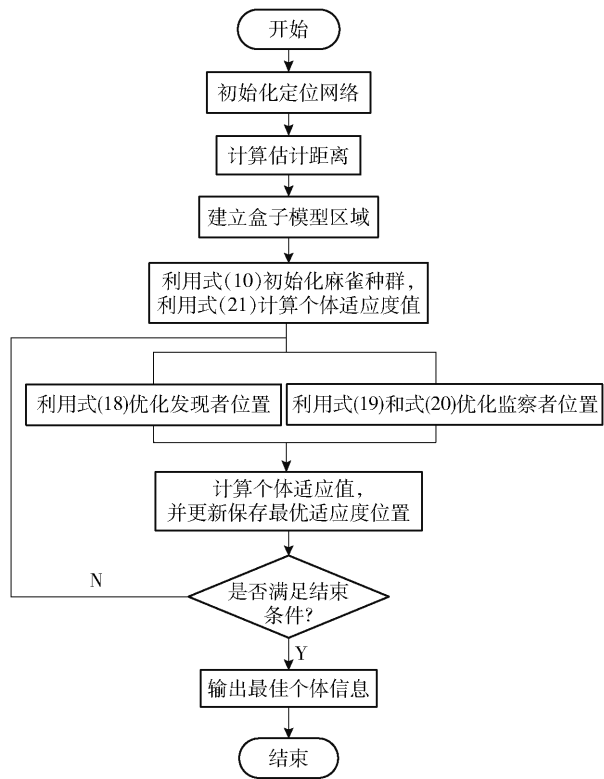 开始
初始化定位网络
计算估计距离
建立盒子模型区域
利用式(10)初始化麻雀种群，
利用式(21)计算个体适应度值
利用式(18)优化发现者位置
利用式(19)和式(20)优化监察者位置
计算个体适应值，
并更新保存最优适应度位置
N
是否满足结束
条件?
Y
输出最佳个体信息
结束